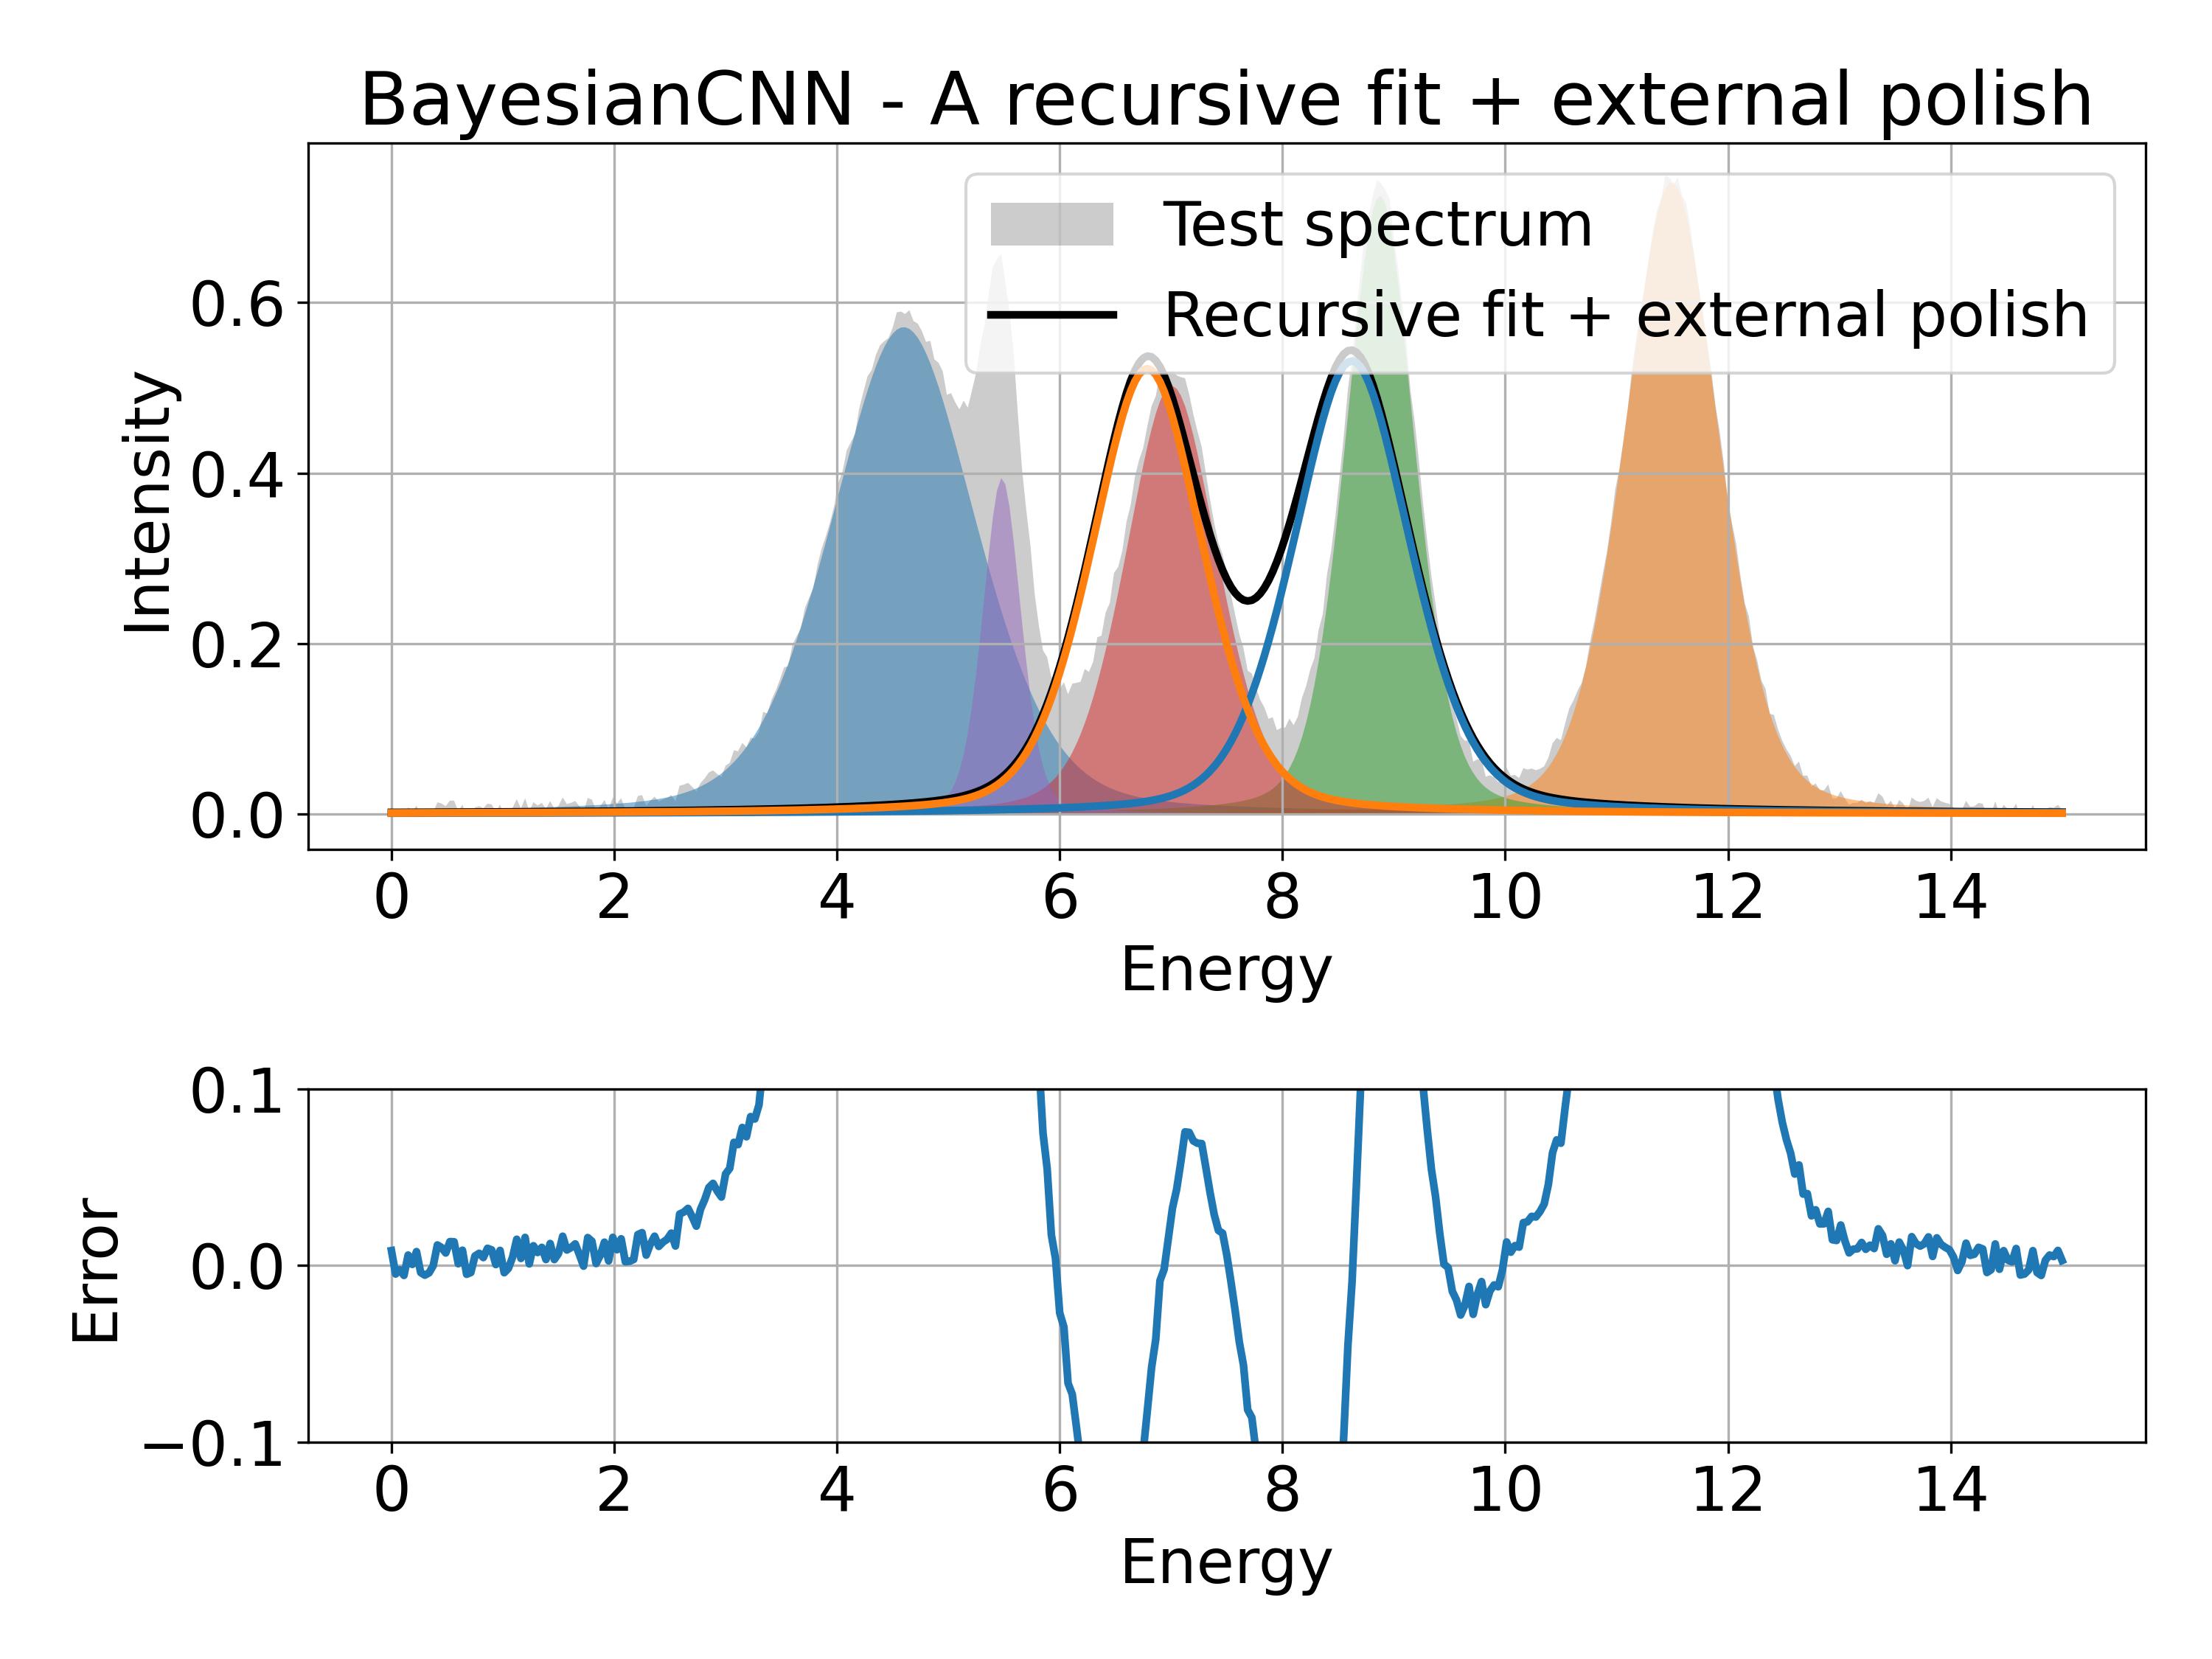 BayesianCNN - A recursive fit + external polish
Test spectrum
Recursive fit + external polish
Intensity
0.6
0.4
0.2
0.0
0 2 4 6 8 10 12 14
Energy
Error
0.1
0.0
−0.1
0 2 4 6 8 10 12 14
Energy